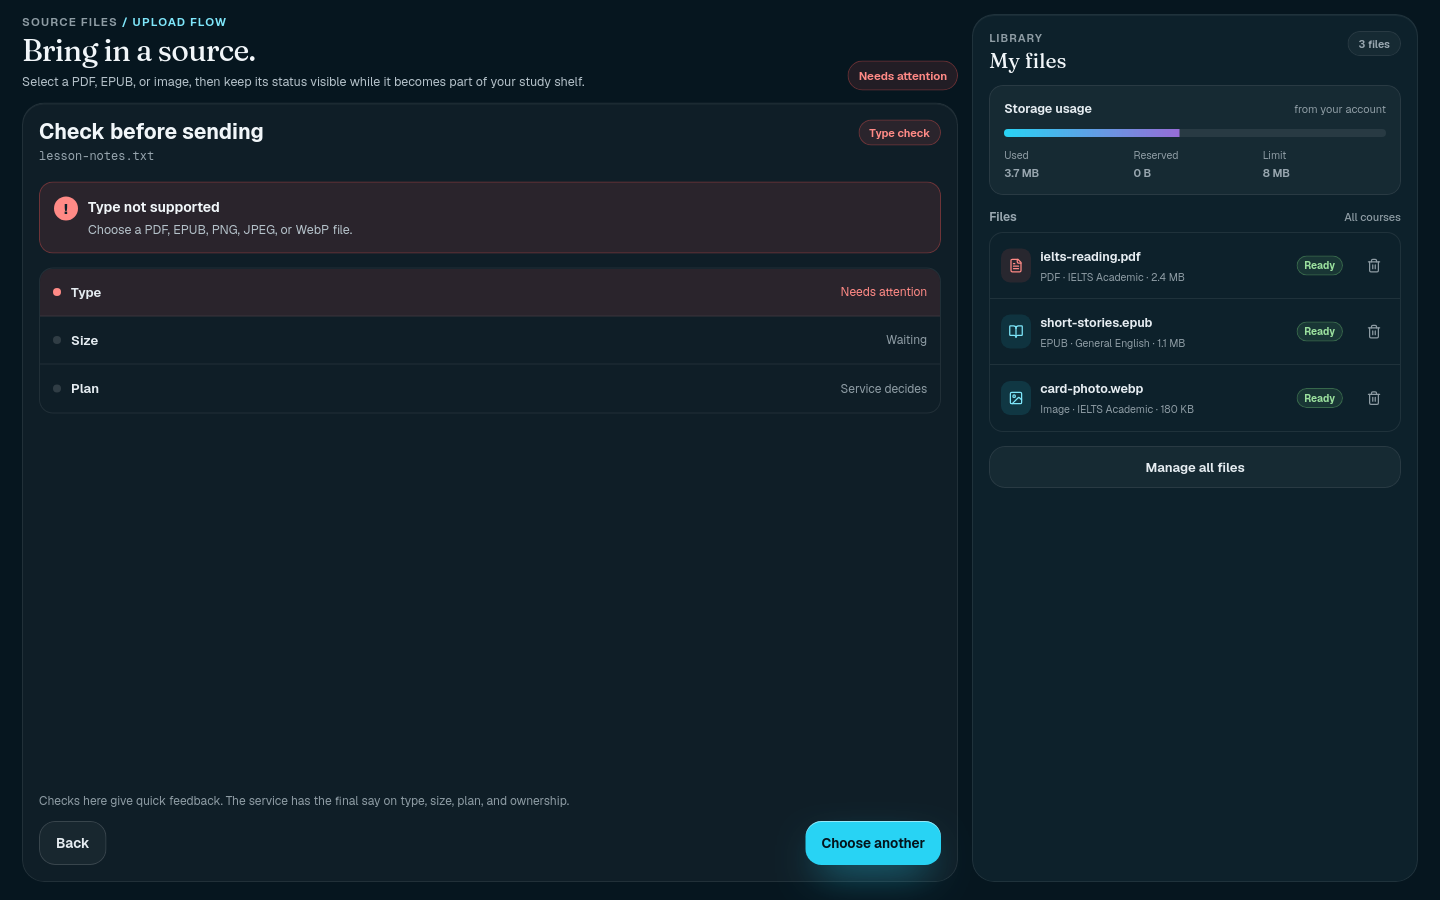 SOURCE FILES / UPLOAD FLOW
Bring in a source.
Select a PDF, EPUB, or image, then keep its status visible while it becomes part of your study shelf.
Needs attention
Check before sending
lesson-notes.txt
Type check
!
Type not supported
Choose a PDF, EPUB, PNG, JPEG, or WebP file.
Type
Needs attention
Size
Waiting
Plan
Service decides
Checks here give quick feedback. The service has the final say on type, size, plan, and ownership.
Back
Choose another
LIBRARY
My files
3 files
Storage usage
from your account
Used
Reserved
Limit
3.7 MB
0 B
8 MB
Files
All courses
ielts-reading.pdf
PDF · IELTS Academic · 2.4 MB
Ready
short-stories.epub
EPUB · General English · 1.1 MB
Ready
card-photo.webp
Image · IELTS Academic · 180 KB
Ready
Manage all files